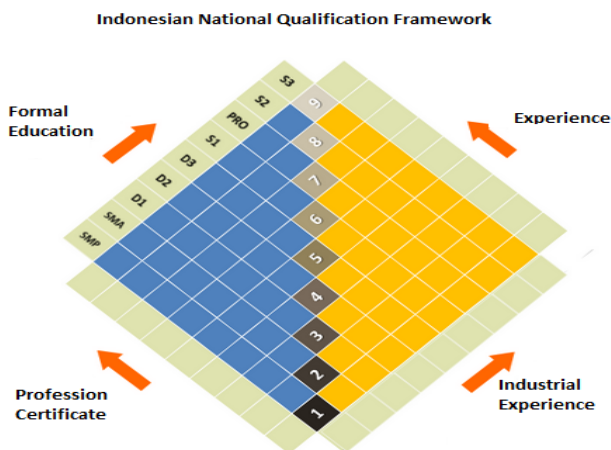 Indonesian National Qualification Framework
Formal
Education
Experience
S3
S2
PRO
S1
D3
D2
D1
SMA
SMP
9
8
7
6
5
4
3
2
1
Profession
Certificate
Industrial
Experience